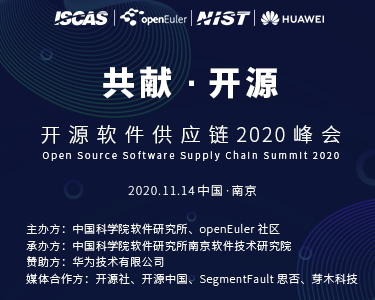 ISCAS openEuler NIST HUAWEI
共献·开源
开源软件供应链2020峰会
Open Source Software Supply Chain Summit 2020
2020.11.14 中国·南京
主办方：中国科学院软件研究所、openEuler 社区
承办方：中国科学院软件研究所南京软件技术研究院
赞助方：华为技术有限公司
媒体合作方：开源社、开源中国、SegmentFault 思否、芽木科技